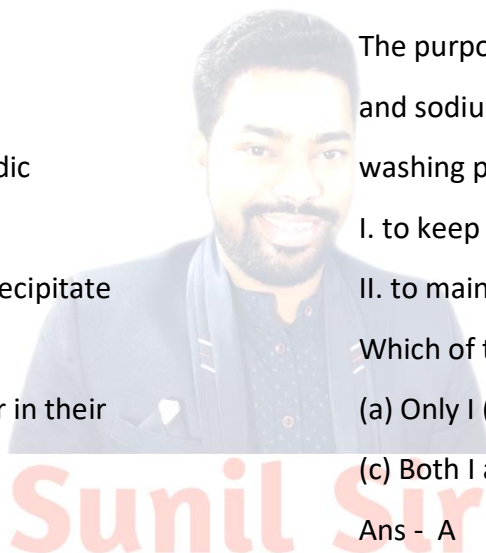 dic
ecipitate
r in their
The purpo
and sodiu
washing p
I. to keep
II. to main
Which of t
(a) Only I (
(c) Both I a
Ans - A
Sunil Sir